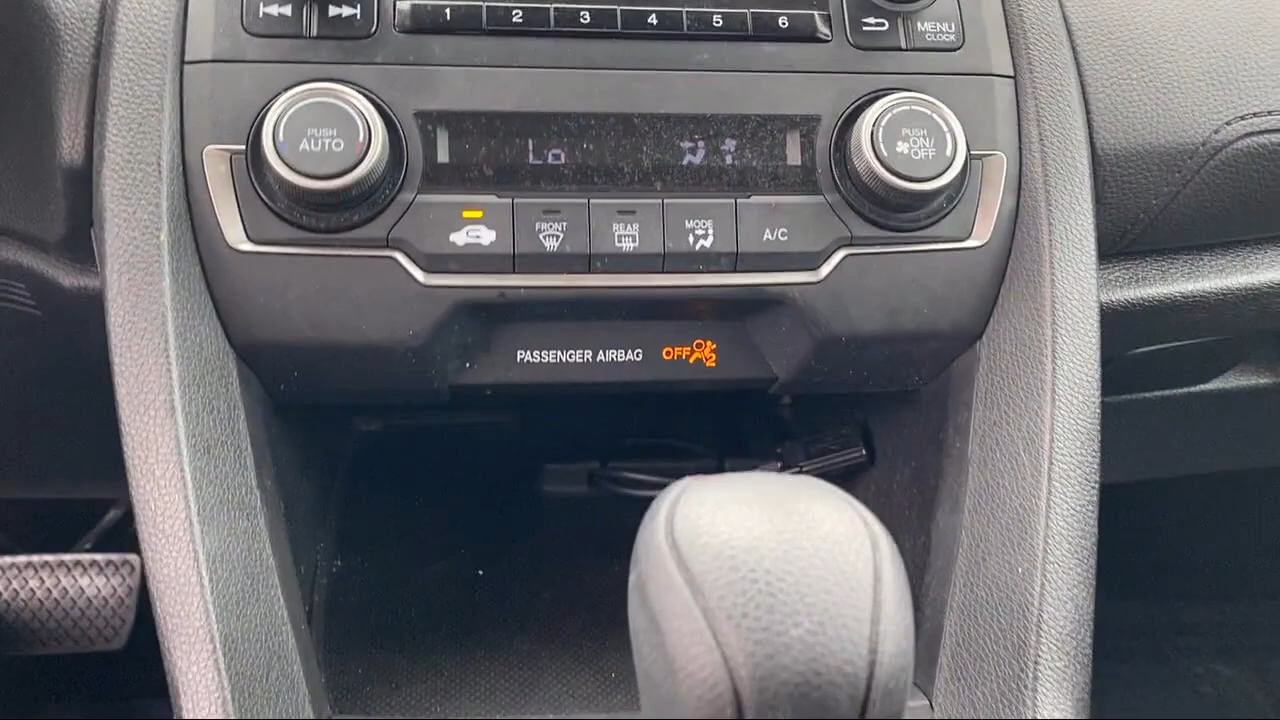 1 2 3 4 5 6
MENU
CLOCK
PUSH
AUTO
Lo
PUSH
ON/
OFF
FRONT
REAR
MODE
A/C
PASSENGER AIRBAG OFF 2